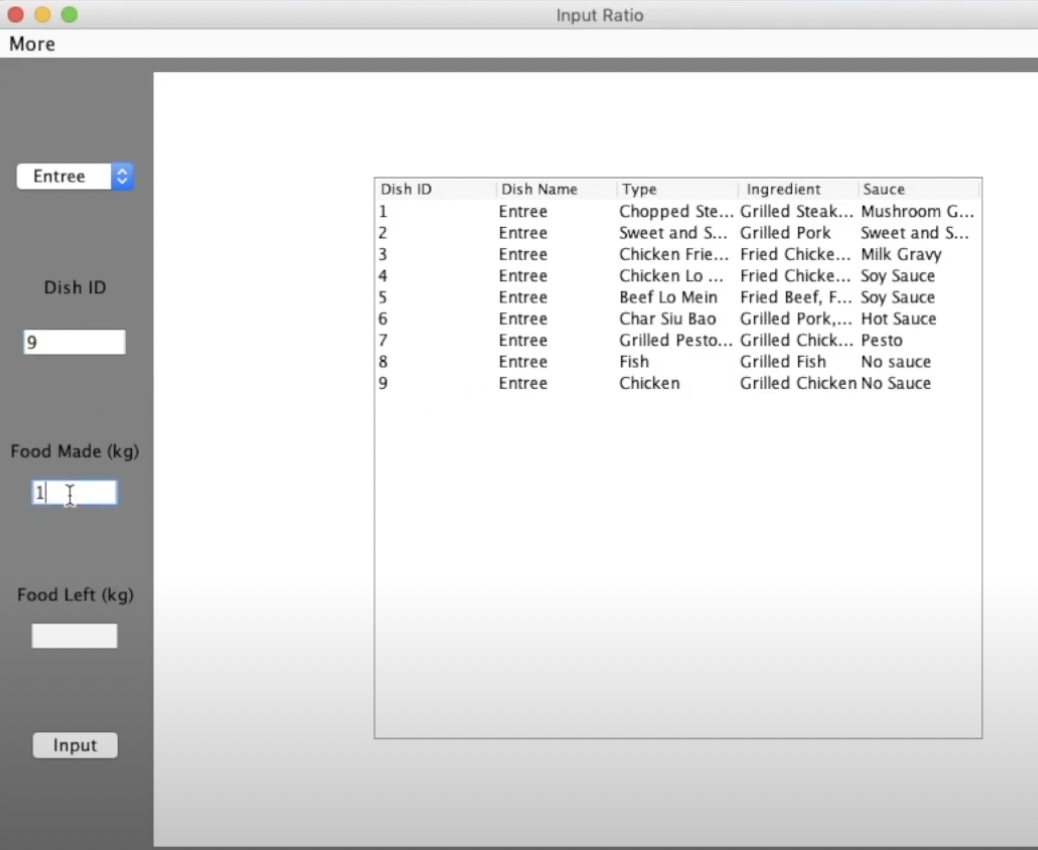 Input Ratio
More
Entree
Dish ID
9
Food Made (kg)
1
Food Left (kg)
Input
Dish ID Dish Name Type Ingredient Sauce
1 Entree Chopped Ste... Grilled Steak... Mushroom G...
2 Entree Sweet and S... Grilled Pork Sweet and S...
3 Entree Chicken Frie... Fried Chicke... Milk Gravy
4 Entree Chicken Lo ... Fried Chicke... Soy Sauce
5 Entree Beef Lo Mein Fried Beef, F... Soy Sauce
6 Entree Char Siu Bao Grilled Pork,... Hot Sauce
7 Entree Grilled Pesto... Grilled Chick... Pesto
8 Entree Fish Grilled Fish No sauce
9 Entree Chicken Grilled Chicken No Sauce